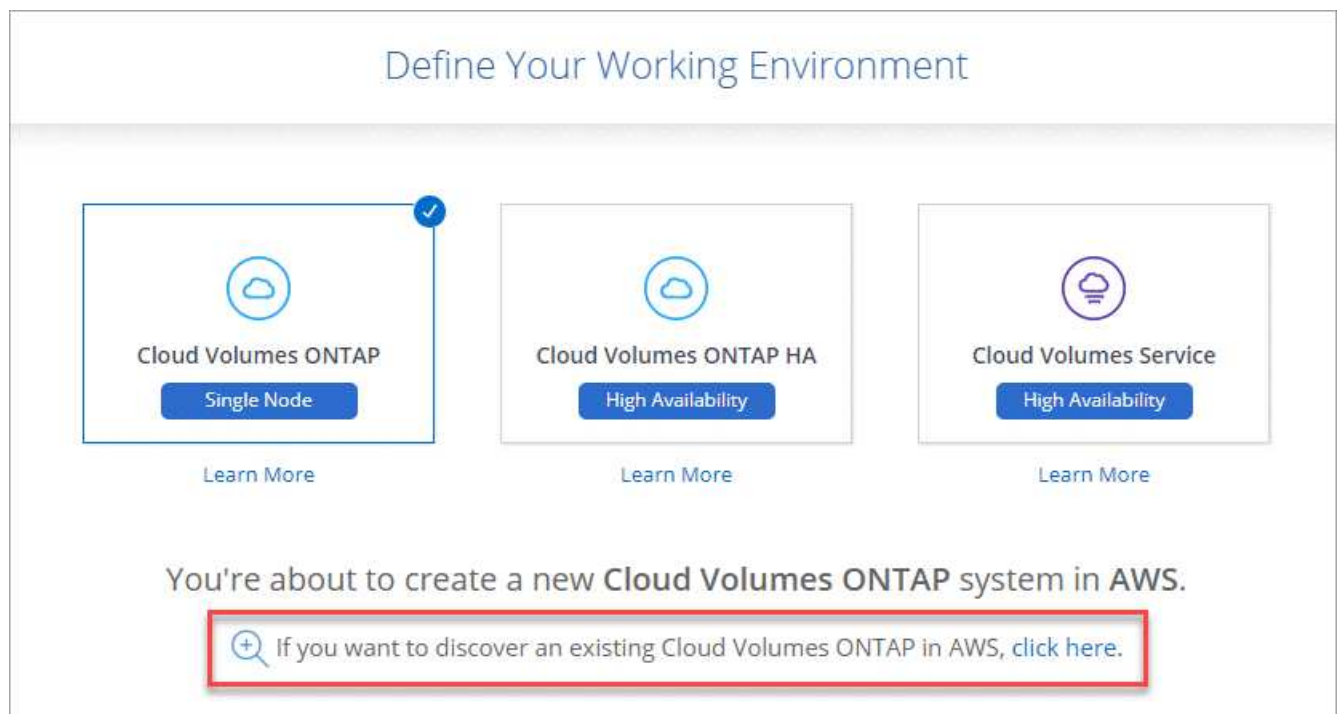 Define Your Working Environment
Cloud Volumes ONTAP
Single Node
Learn More
Cloud Volumes ONTAP HA
High Availability
Learn More
Cloud Volumes Service
High Availability
Learn More
You're about to create a new Cloud Volumes ONTAP system in AWS.
If you want to discover an existing Cloud Volumes ONTAP in AWS, click here.